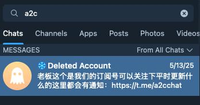 a2c
Chats Channels Apps Posts Photos Videos
MESSAGES From All Chats
Deleted Account 5/13/25
老板这个是我们的订阅号可以关注下平时更新什
么的这里都会有通知：https://t.me/a2cchat